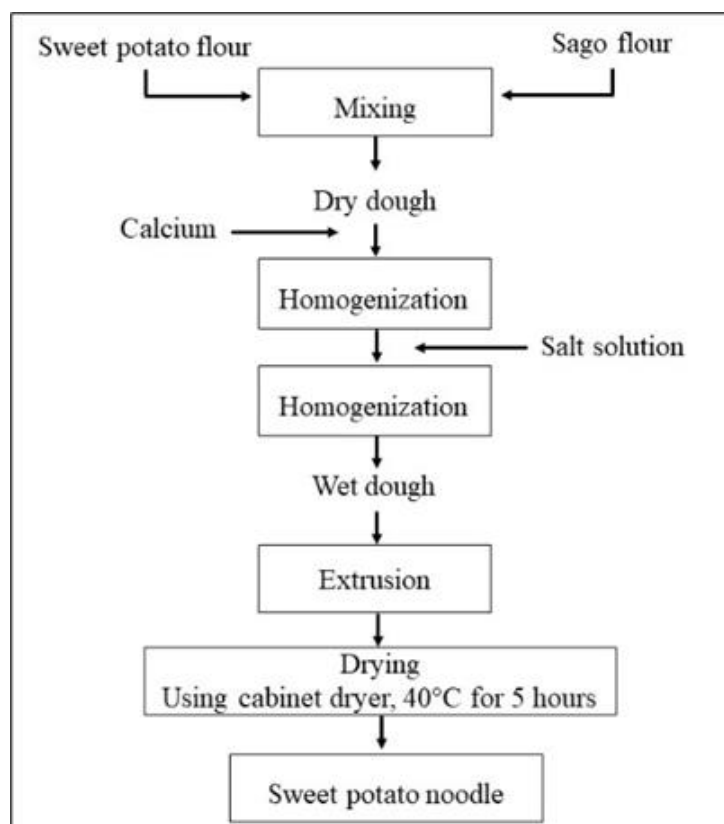 Sweet potato flour
Sago flour
Mixing
Dry dough
Calcium
Homogenization
Salt solution
Homogenization
Wet dough
Extrusion
Drying
Using cabinet dryer, 40°C for 5 hours
Sweet potato noodle